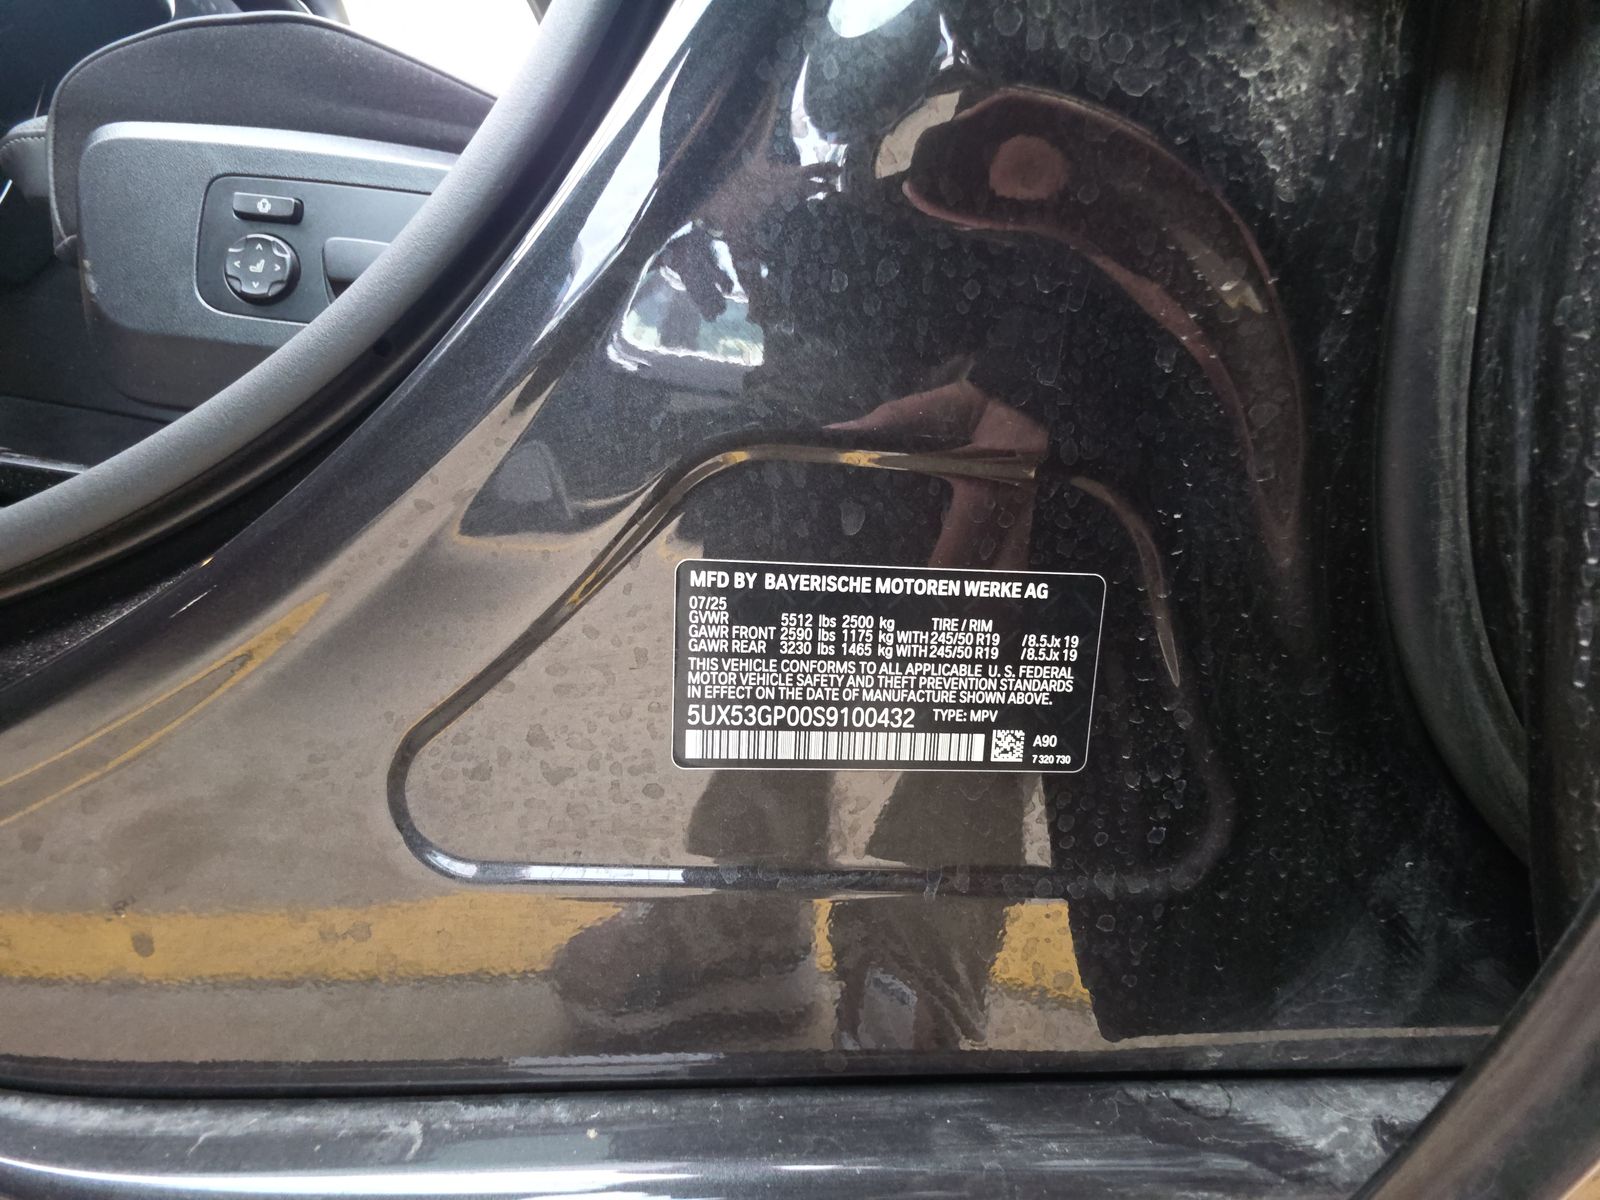 MFD BY BAYERISCHE MOTOREN WERKE AG
07/25
GVWR 5512 lbs 2500 kg TIRE / RIM
GAWR FRONT 2590 lbs 1175 kg WITH 245/50 R19 /8.5Jx 19
GAWR REAR 3230 lbs 1465 kg WITH 245/50 R19 /8.5Jx 19
THIS VEHICLE CONFORMS TO ALL APPLICABLE U. S. FEDERAL
MOTOR VEHICLE SAFETY AND THEFT PREVENTION STANDARDS
IN EFFECT ON THE DATE OF MANUFACTURE SHOWN ABOVE.
5UX53GP00S9100432 TYPE: MPV
A90
7 320 730